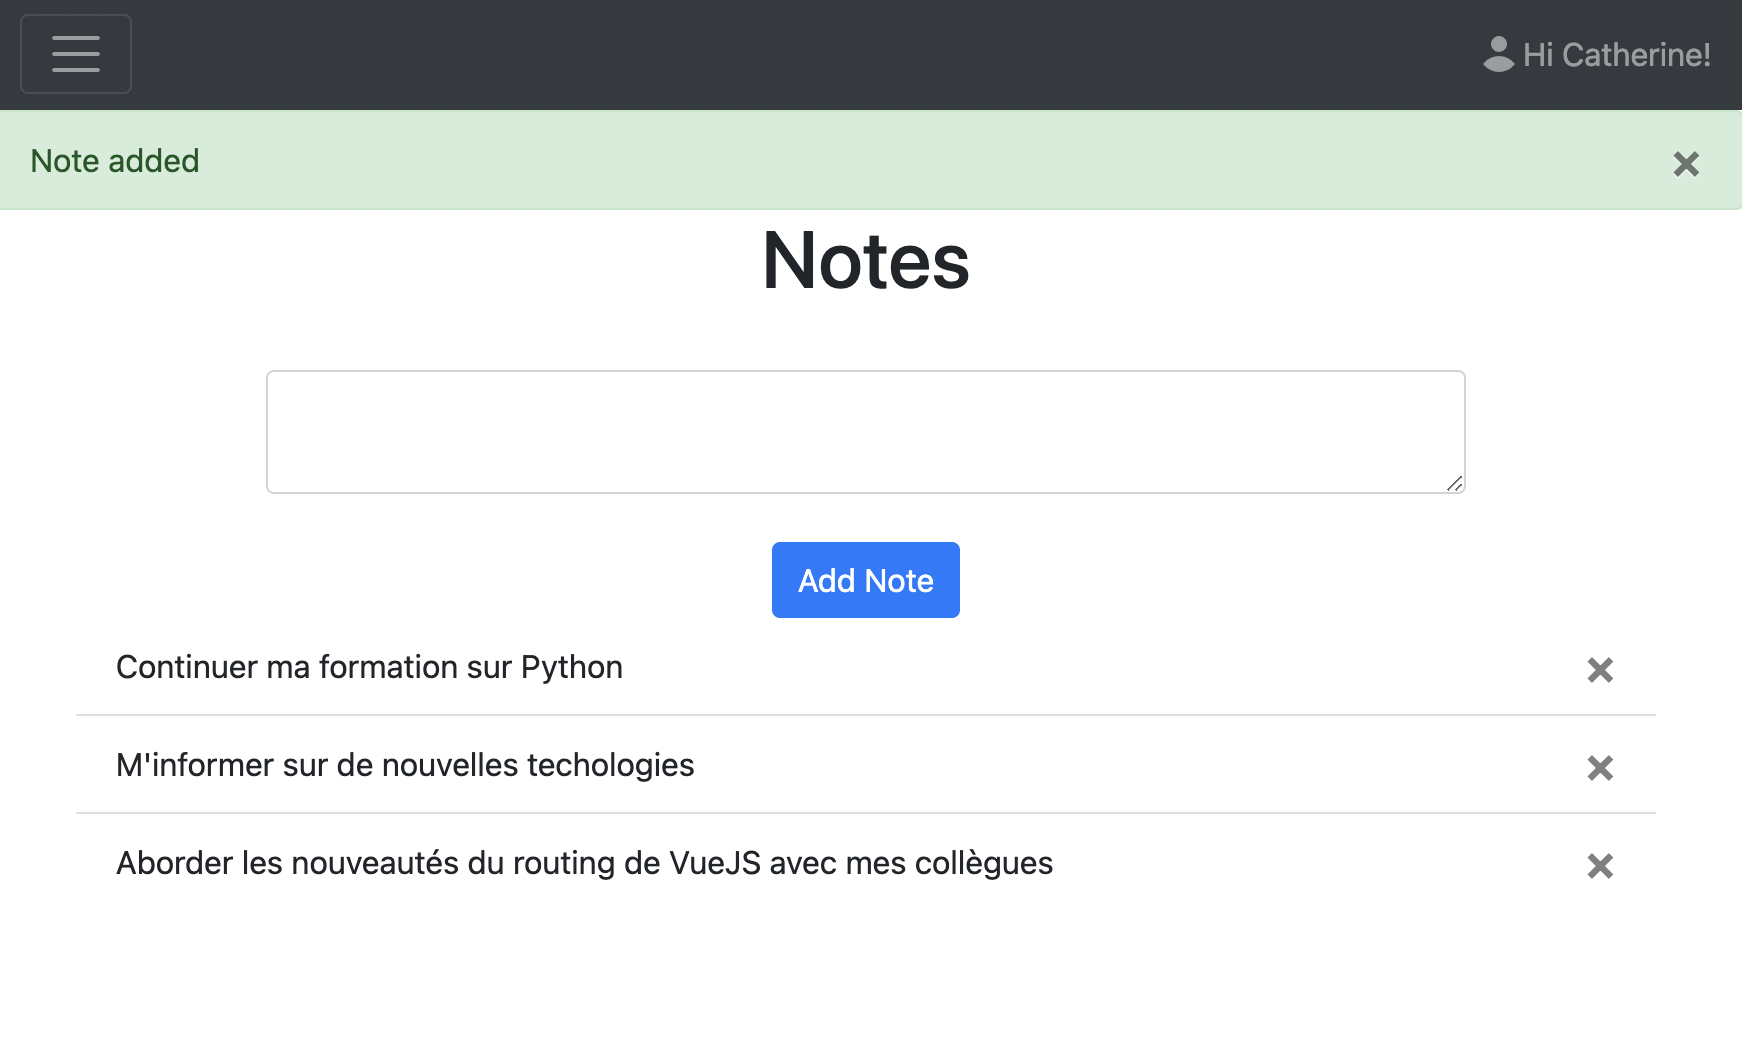 Hi Catherine!
Note added
Notes
Add Note
Continuer ma formation sur Python
M'informer sur de nouvelles techologies
Aborder les nouveautés du routing de VueJS avec mes collègues